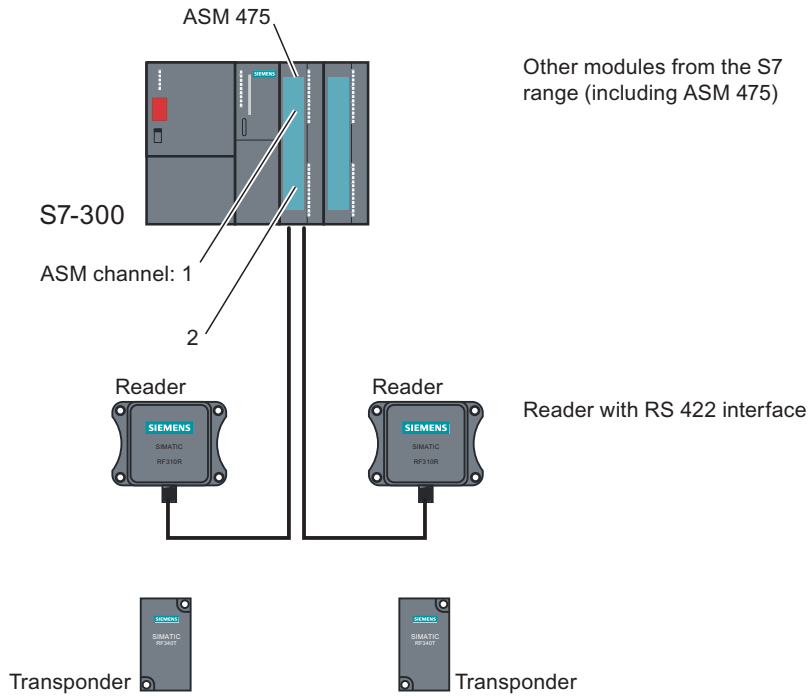 ASM 475
SIEMENS
Other modules from the S7
range (including ASM 475)
S7-300
ASM channel: 1
2
Reader
Reader
Reader with RS 422 interface
SIEMENS
SIMATIC
RF310R
SIEMENS
SIMATIC
RF310R
SIEMENS
SIMATIC
RF340T
SIEMENS
SIMATIC
RF340T
Transponder
Transponder